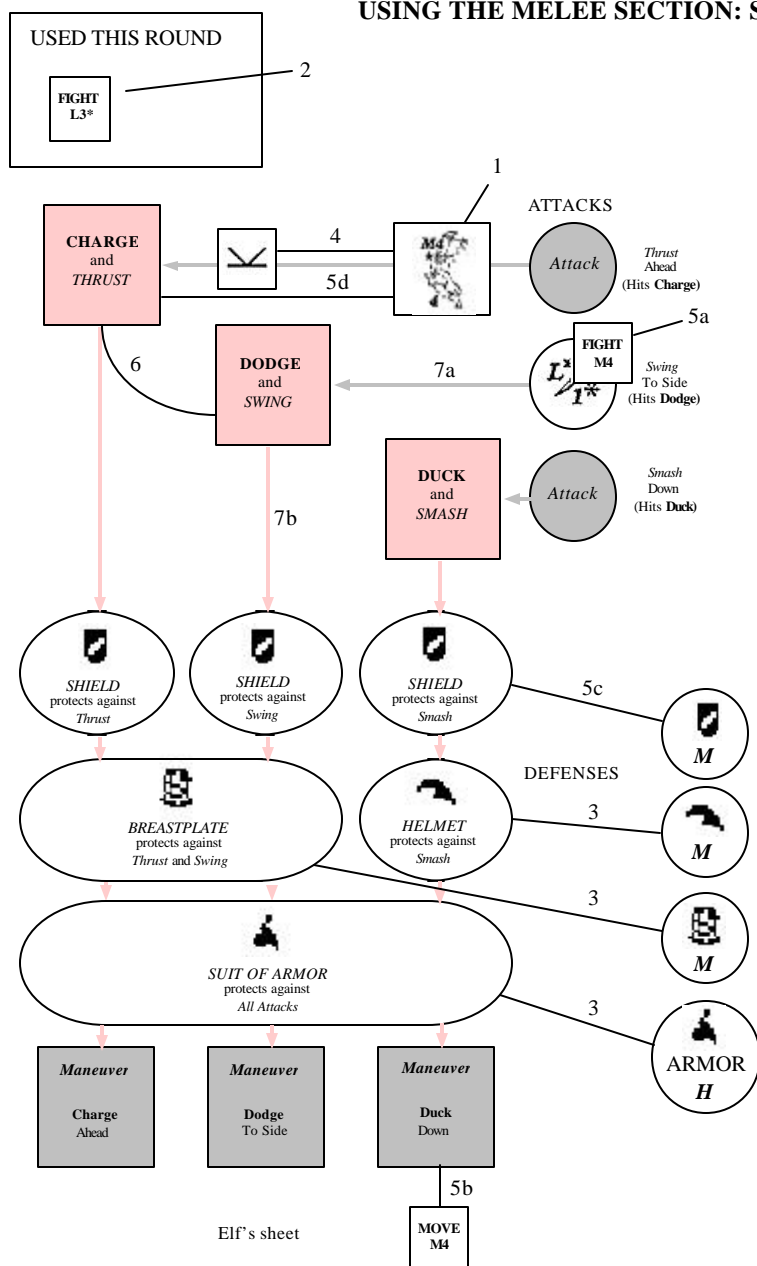 USING THE MELEE SECTION: S
USED THIS ROUND
FIGHT
L3*
2
1
ATTACKS
CHARGE
and
THRUST
4
5d
M4
*
Attack
Thrust
Ahead
(Hits Charge)
5a
6
DODGE
and
SWING
7a
L*
1*
FIGHT
M4
Swing
To Side
(Hits Dodge)
DUCK
and
SMASH
Attack
Smash
Down
(Hits Duck)
7b
SHIELD
protects against
Thrust
SHIELD
protects against
Swing
SHIELD
protects against
Smash
5c
M
DEFENSES
BREASTPLATE
protects against
Thrust and Swing
HELMET
protects against
Smash
3
M
3
M
SUIT OF ARMOR
protects against
All Attacks
3
ARMOR
H
Maneuver
Charge
Ahead
Maneuver
Dodge
To Side
Maneuver
Duck
Down
5b
Elf's sheet
MOVE
M4